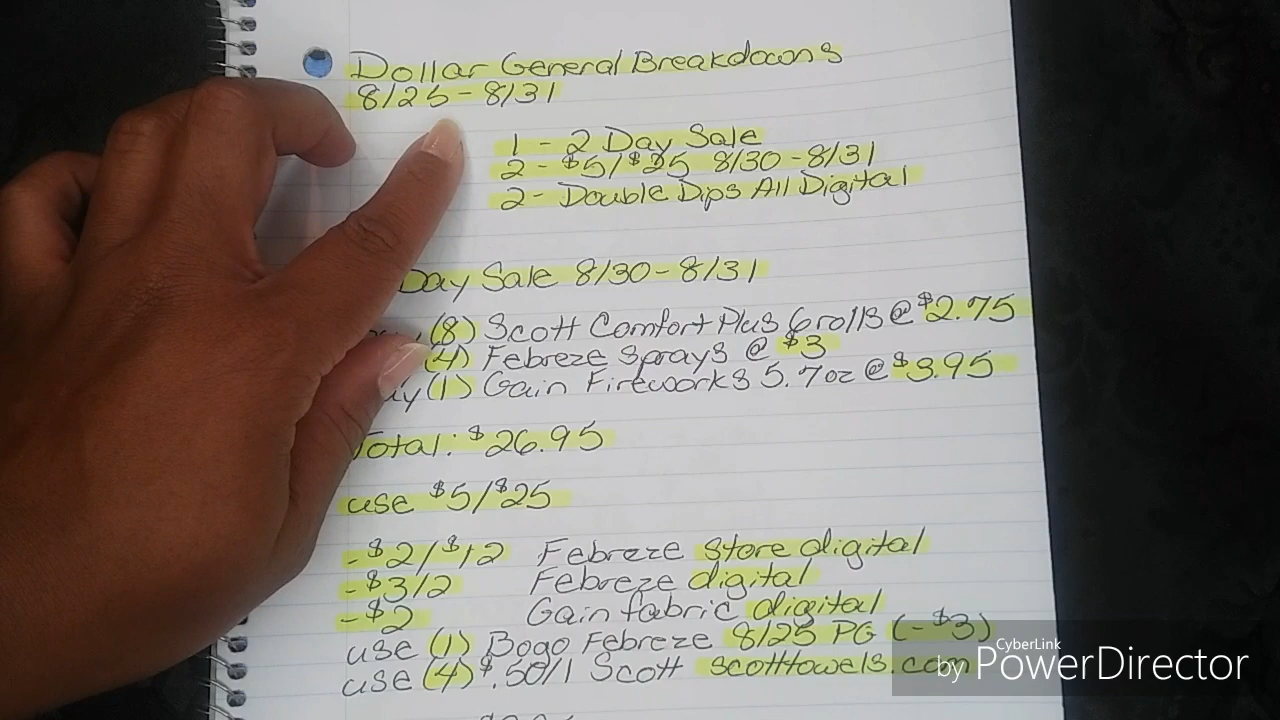 Dollar General Breakdowns
8/25 - 8/31
1 - 2 Day Sale
2 - $5/$25 8/30 - 8/31
2 - Double Dips All Digital
Day Sale 8/30 - 8/31
(8) Scott Comfort Plus 6rolls @ $2.75
(4) Febreze Sprays @ $3
(1) Gain Fireworks 5.7oz @ $3.95
Total: $26.95
use $5/$25
- $2/$12 Febreze Store digital
- $3/2 Febreze digital
- $2 Gain fabric digital
use (1) Bogo Febreze 8/25 PG (-$3)
use (4) $.50/1 Scott scotttowels.com
CyberLink
by PowerDirector